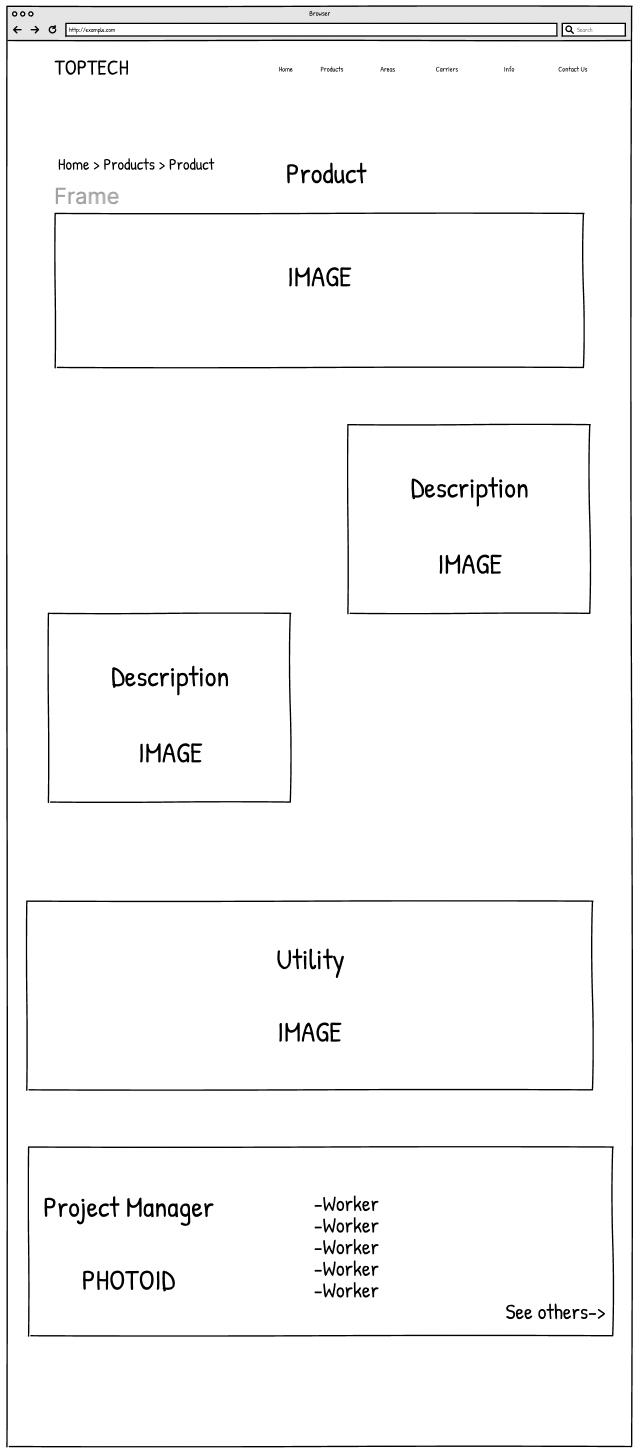 Browser
http://example.com
Search
TOPTECH
Home Products Areas Carriers Info Contact Us
Home > Products > Product
Product
Frame
IMAGE
Description
IMAGE
Description
IMAGE
Utility
IMAGE
Project Manager
PHOTOID
-Worker
-Worker
-Worker
-Worker
-Worker
See others->